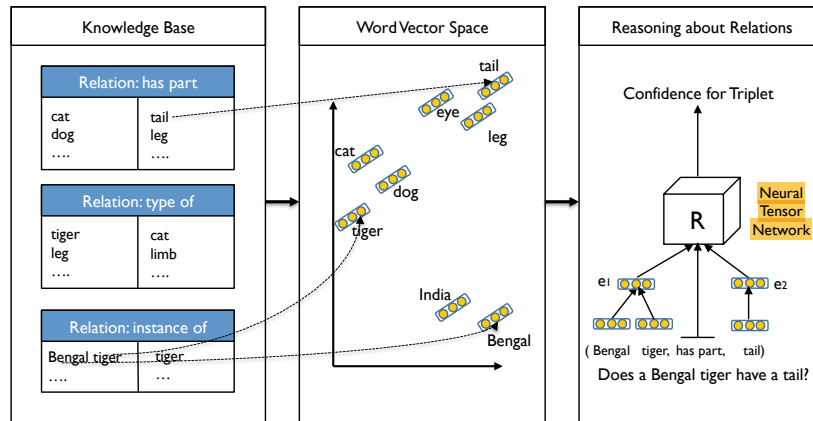 Knowledge Base
Relation: has part
cat tail
dog leg
.... ....
Relation: type of
tiger cat
leg limb
.... ....
Relation: instance of
Bengal tiger tiger
.... ...
Word Vector Space
tail
eye
leg
cat
dog
tiger
India
Bengal
Reasoning about Relations
Confidence for Triplet
R
Neural
Tensor
Network
e1 e2
( Bengal tiger, has part, tail)
Does a Bengal tiger have a tail?